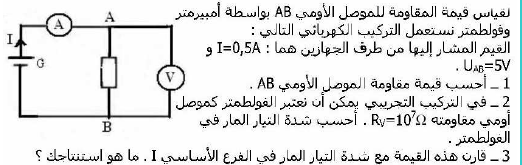 لقياس قيمة المقاومة للموصل الأومي AB بواسطة أمبيرمتر
وفولطمتر نستعمل التركيب الكهربائي التالي :
القيم المشار إليها من طرف الجهازين هما : I=0,5A و
U_AB=5V .
1 _ أحسب قيمة مقاومة الموصل الأومي AB .
2 _ في التركيب التجريبي يمكن أن نعتبر الفولطمتر كموصل
أومي مقاومته R_V=10⁷Ω . أحسب شدة التيار المار في
الفولطمتر .
3 _ قارن هذه القيمة مع شدة التيار المار في الفرع الأساسي I . ما هو استنتاجك ؟
A
A
I
G
V
B